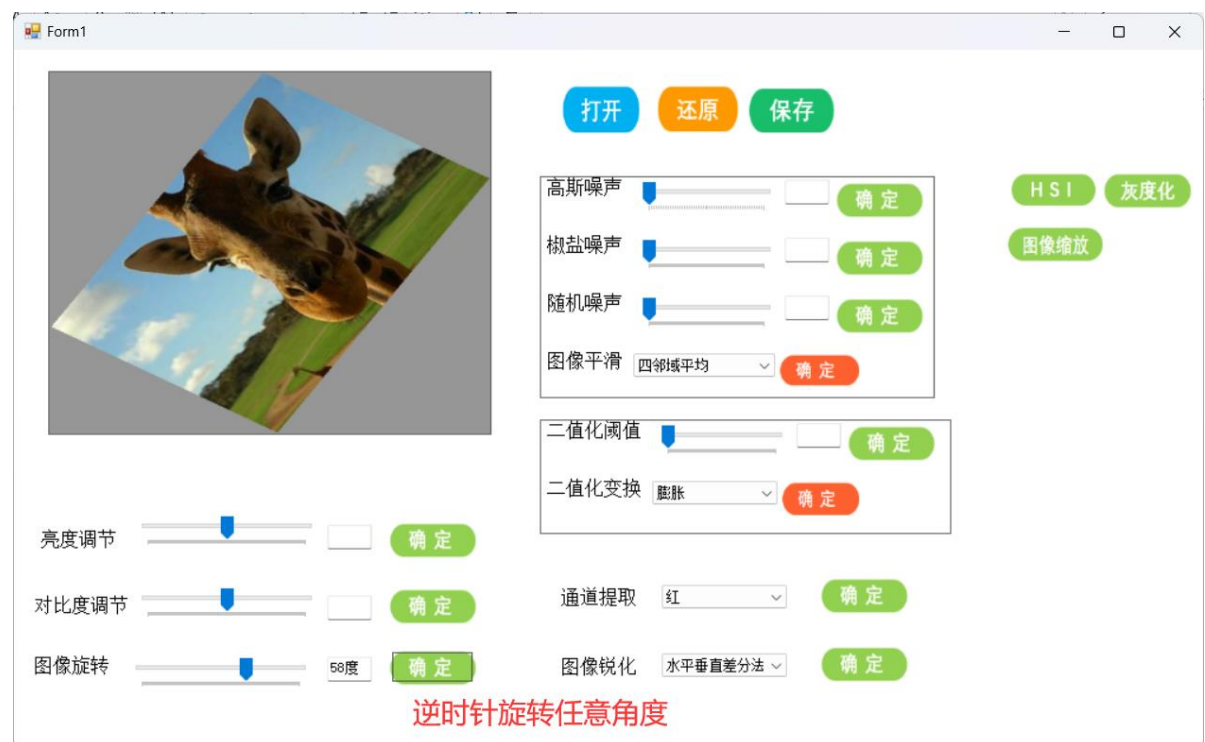 Form1
打开 还原 保存
高斯噪声 确 定
HSI 灰度化
椒盐噪声 确 定
图像缩放
随机噪声 确 定
图像平滑 四邻域平均 确 定
二值化阈值 确 定
二值化变换 膨胀 确 定
亮度调节 确 定
对比度调节 确 定
通道提取 红 确 定
图像旋转 58度 确 定
图像锐化 水平垂直差分法 确 定
逆时针旋转任意角度